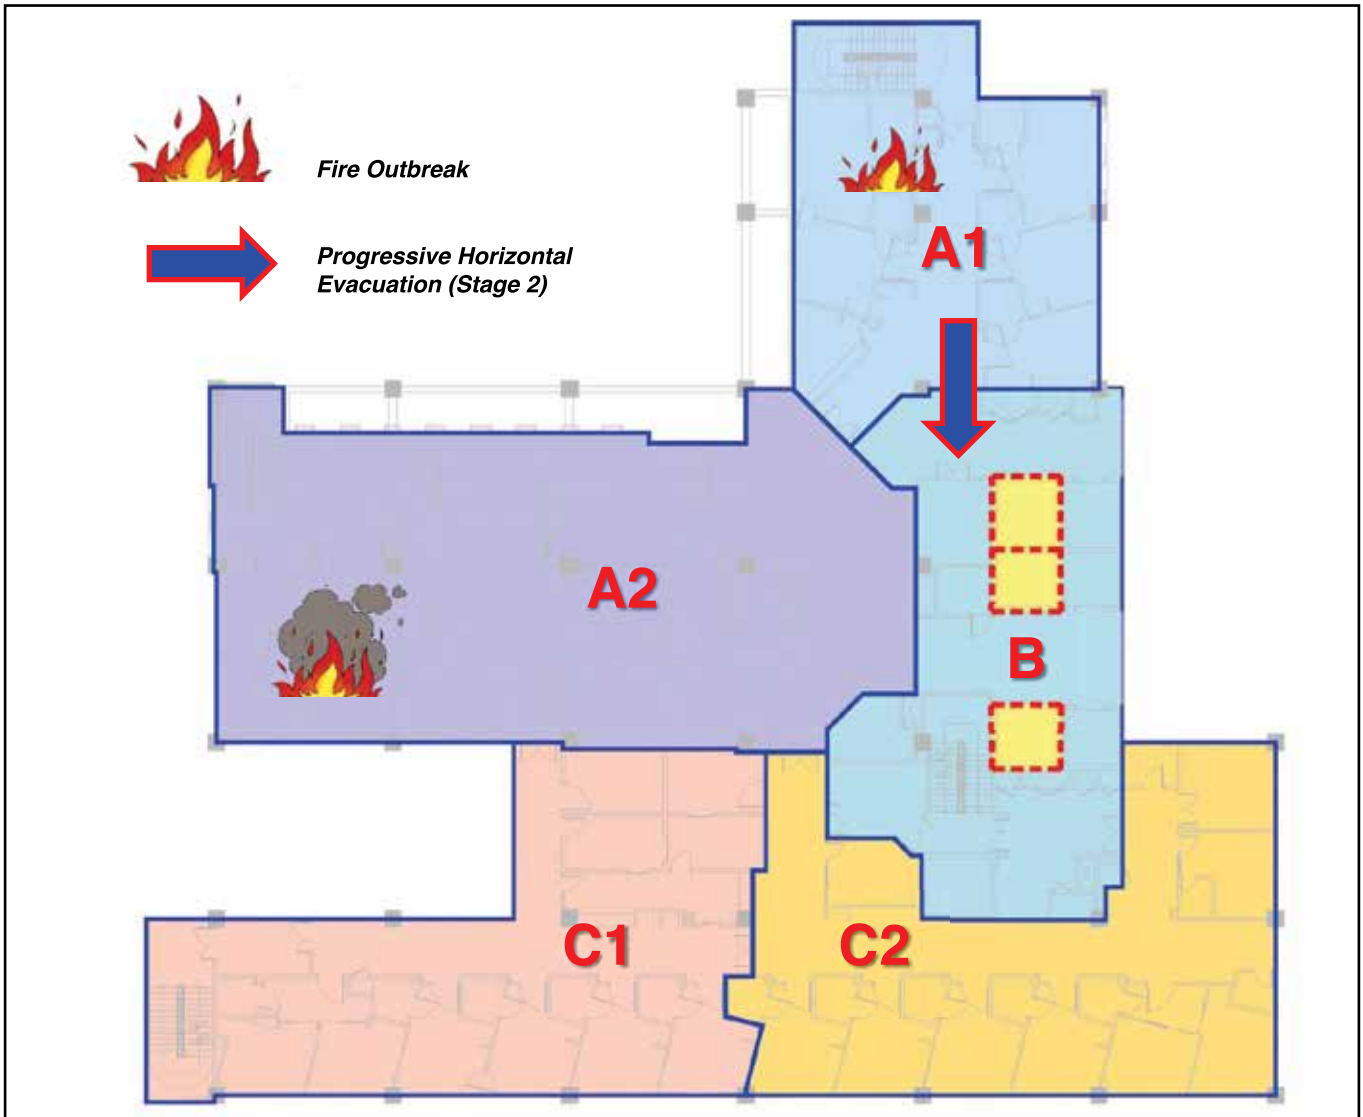 Fire Outbreak
Progressive Horizontal
Evacuation (Stage 2)
A1
A2
B
C1
C2